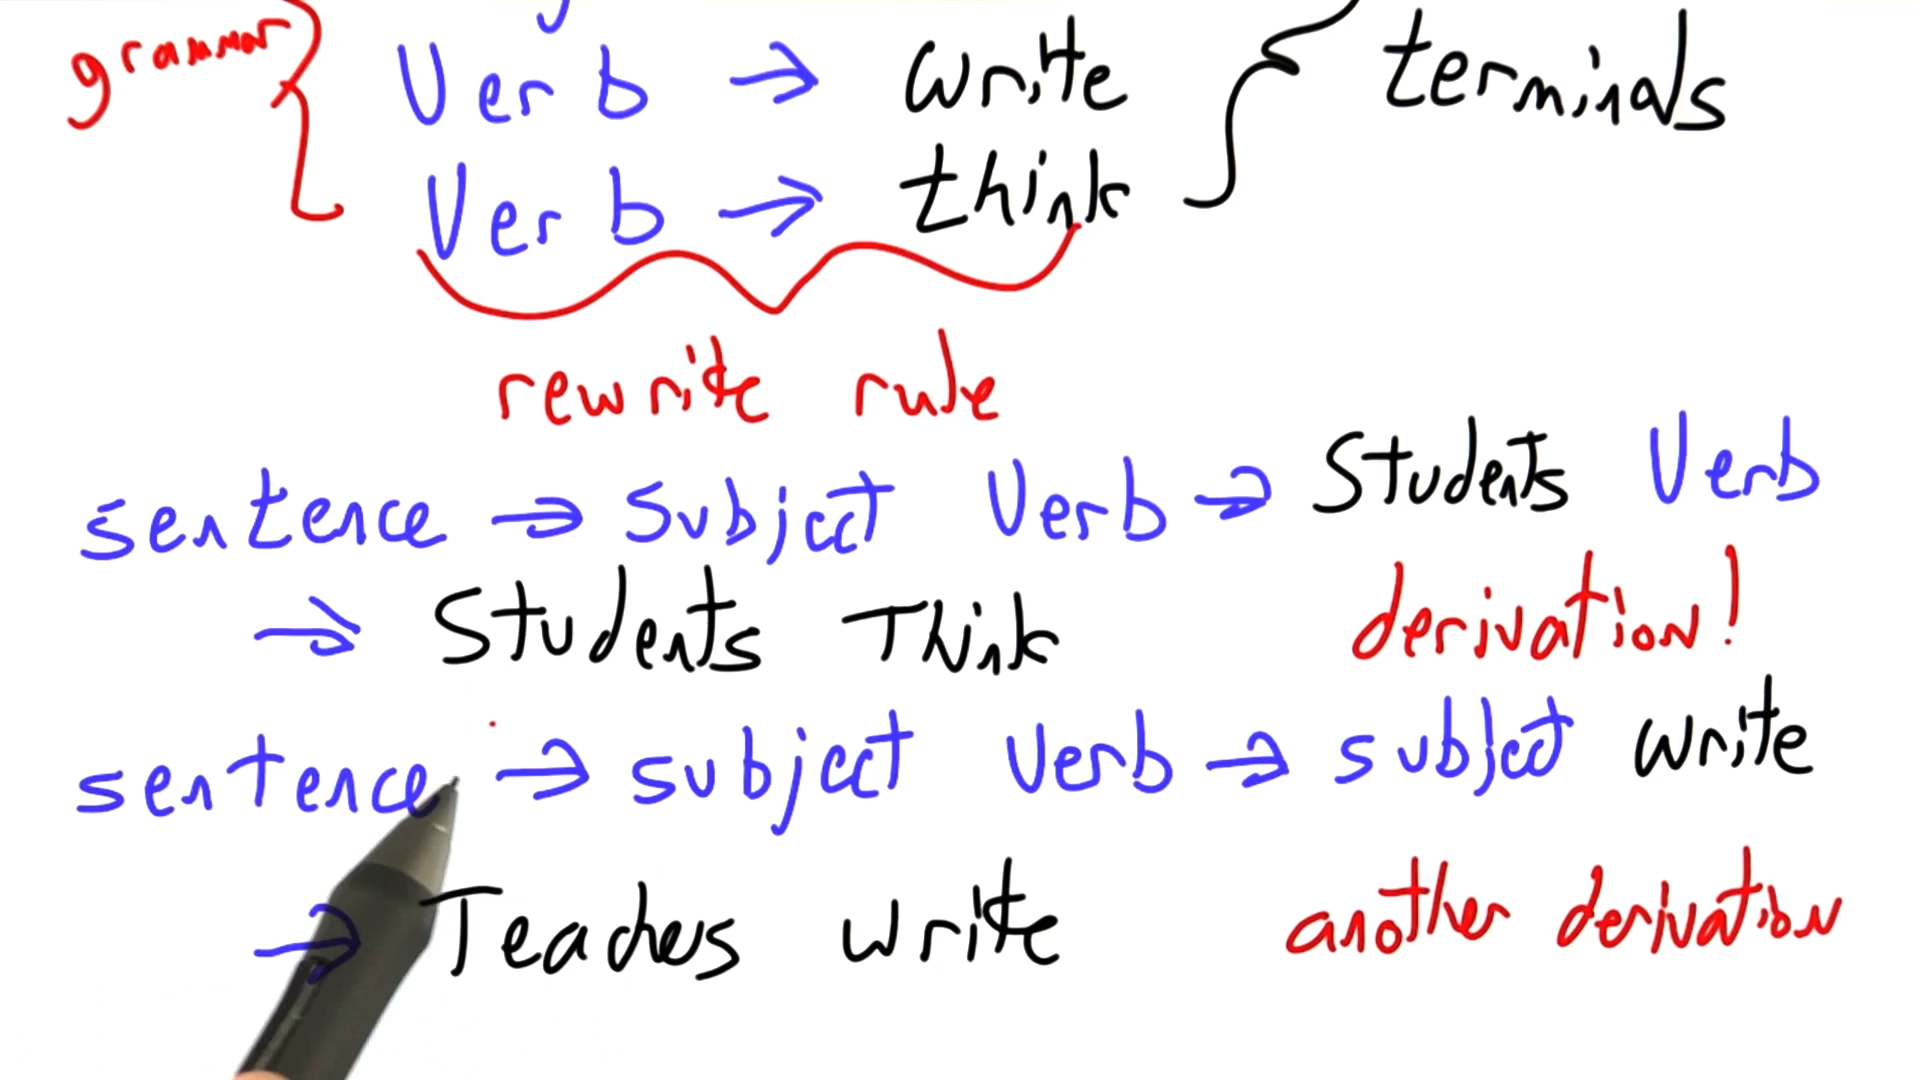 grammar Verb → write terminals
Verb → think
rewrite rule
sentence → subject Verb → Students Verb
→ Students Think derivation!
sentence → subject Verb → subject write
→ Teachers write another derivation